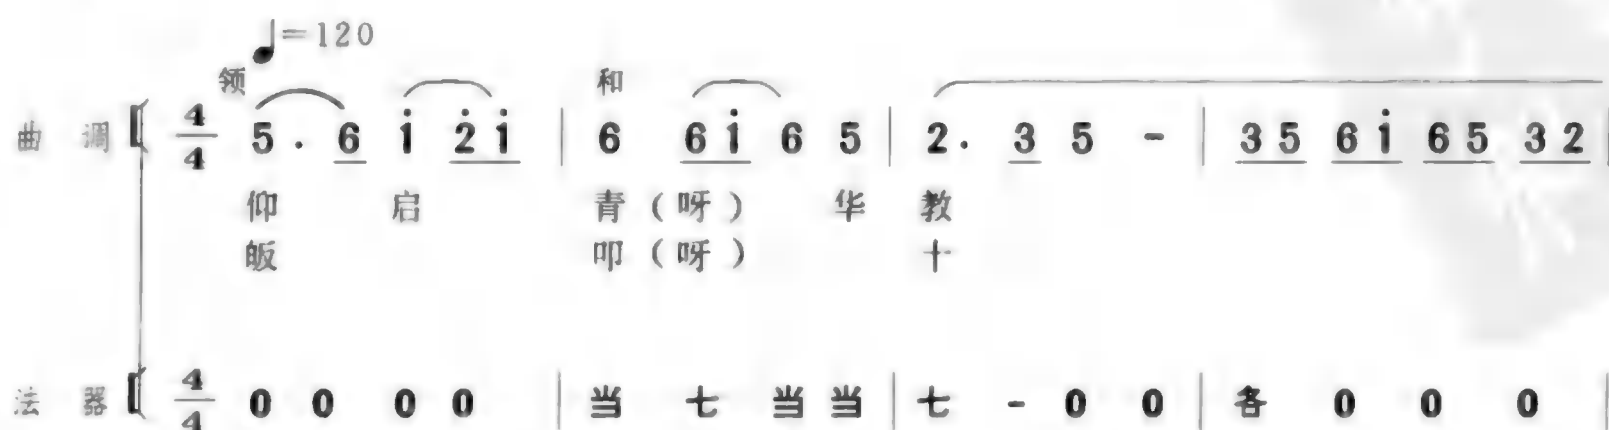 ♩=120
领 和
曲 调 4/4 5 . 6 i̇ 2̇ i̇ | 6 6 i̇ 6 5 | 2 . 3 5 - | 3 5 6 i̇ 6 5 3 2 |
仰 启 青 (呀) 华 教
皈 叩 (呀) 十
法 器 4/4 0 0 0 0 | 当 七 当 当 | 七 - 0 0 | 各 0 0 0 |